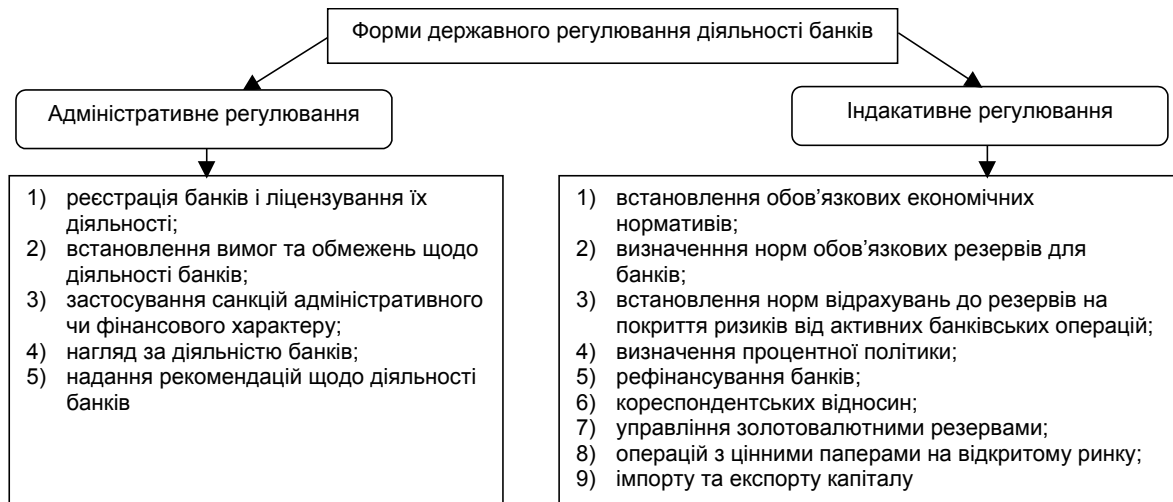 Форми державного регулювання діяльності банків
Адміністративне регулювання
Індакативне регулювання
1) реєстрація банків і ліцензування їх
діяльності;
2) встановлення вимог та обмежень щодо
діяльності банків;
3) застосування санкцій адміністративного
чи фінансового характеру;
4) нагляд за діяльністю банків;
5) надання рекомендацій щодо діяльності
банків
1) встановлення обов’язкових економічних
нормативів;
2) визначенння норм обов’язкових резервів для
банків;
3) встановлення норм відрахувань до резервів на
покриття ризиків від активних банківських операцій;
4) визначення процентної політики;
5) рефінансування банків;
6) кореспондентських відносин;
7) управління золотовалютними резервами;
8) операцій з цінними паперами на відкритому ринку;
9) імпорту та експорту капіталу